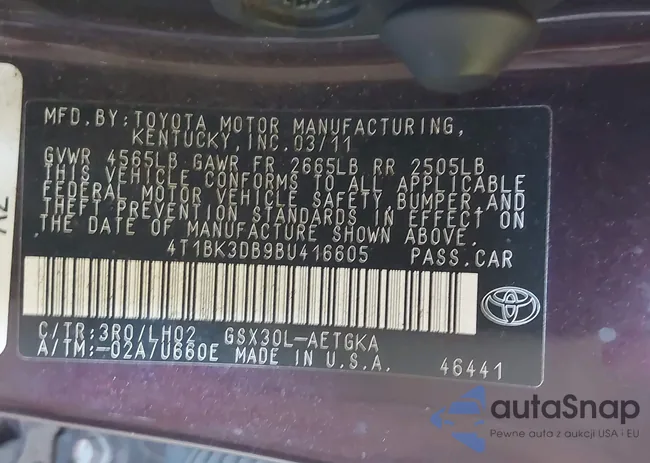 MFD.BY: TOYOTA MOTOR MANUFACTURING,
KENTUCKY, INC. 03/11
GVWR 4565LB GAWR FR 2665LB RR 2505LB
THIS VEHICLE CONFORMS TO ALL APPLICABLE
FEDERAL MOTOR VEHICLE SAFETY, BUMPER, AND
THEFT PREVENTION STANDARDS IN EFFECT ON
THE DATE OF MANUFACTURE SHOWN ABOVE.
4T1BK3DB9BU416605 PASS.CAR
C/TR:3R0/LH02 GSX30L-AETGKA
A/TM:-02A/U660E MADE IN U.S.A.
46441
autaSnap
Pewne auta z aukcji USA i EU